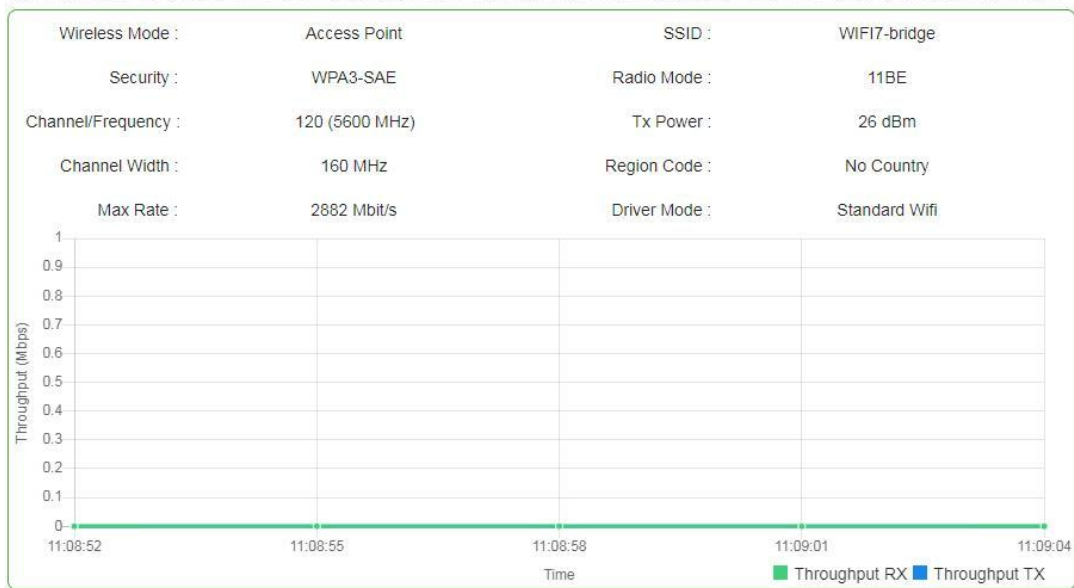 Wireless Mode : Access Point SSID : WIFI7-bridge
Security : WPA3-SAE Radio Mode : 11BE
Channel/Frequency : 120 (5600 MHz) Tx Power : 26 dBm
Channel Width : 160 MHz Region Code : No Country
Max Rate : 2882 Mbit/s Driver Mode : Standard Wifi
1
0.9
0.8
0.7
0.6
0.5
0.4
0.3
0.2
0.1
0
Throughput (Mbps)
11:08:52 11:08:55 11:08:58 11:09:01 11:09:04
Time
Throughput RX Throughput TX